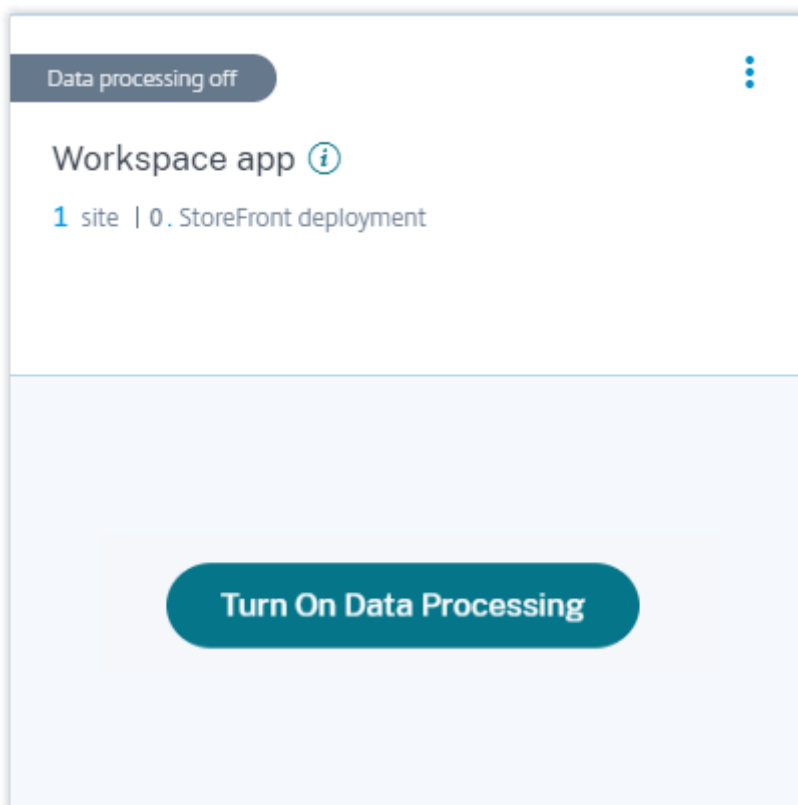 Data processing off
Workspace app i
1 site | 0. StoreFront deployment
Turn On Data Processing